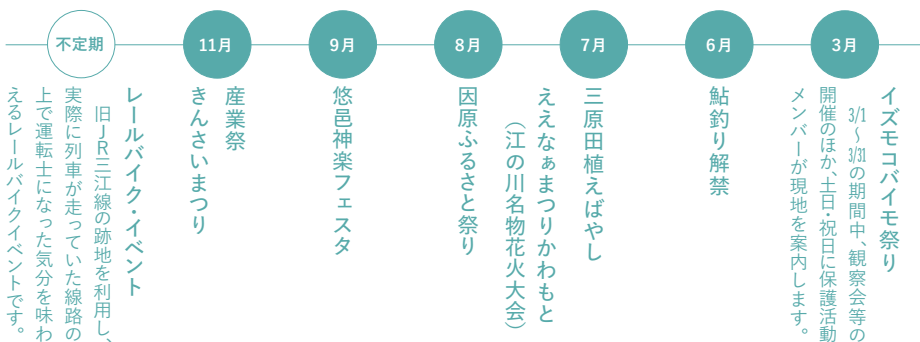 3月
イズモコバイモ祭り
3/1〜3/31の期間中、観察会等の
開催のほか、土日・祝日に保護活動
メンバーが現地を案内します。
6月
鮎釣り解禁
7月
三原田植えばやし
ええなぁまつりかわもと
（江の川名物花火大会）
8月
因原ふるさと祭り
9月
悠邑神楽フェスタ
11月
産業祭
きんさいまつり
不定期
レールバイク・イベント
旧JR三江線の跡地を利用し、
実際に列車が走っていた線路の
上で運転士になった気分を味わ
えるレールバイクイベントです。